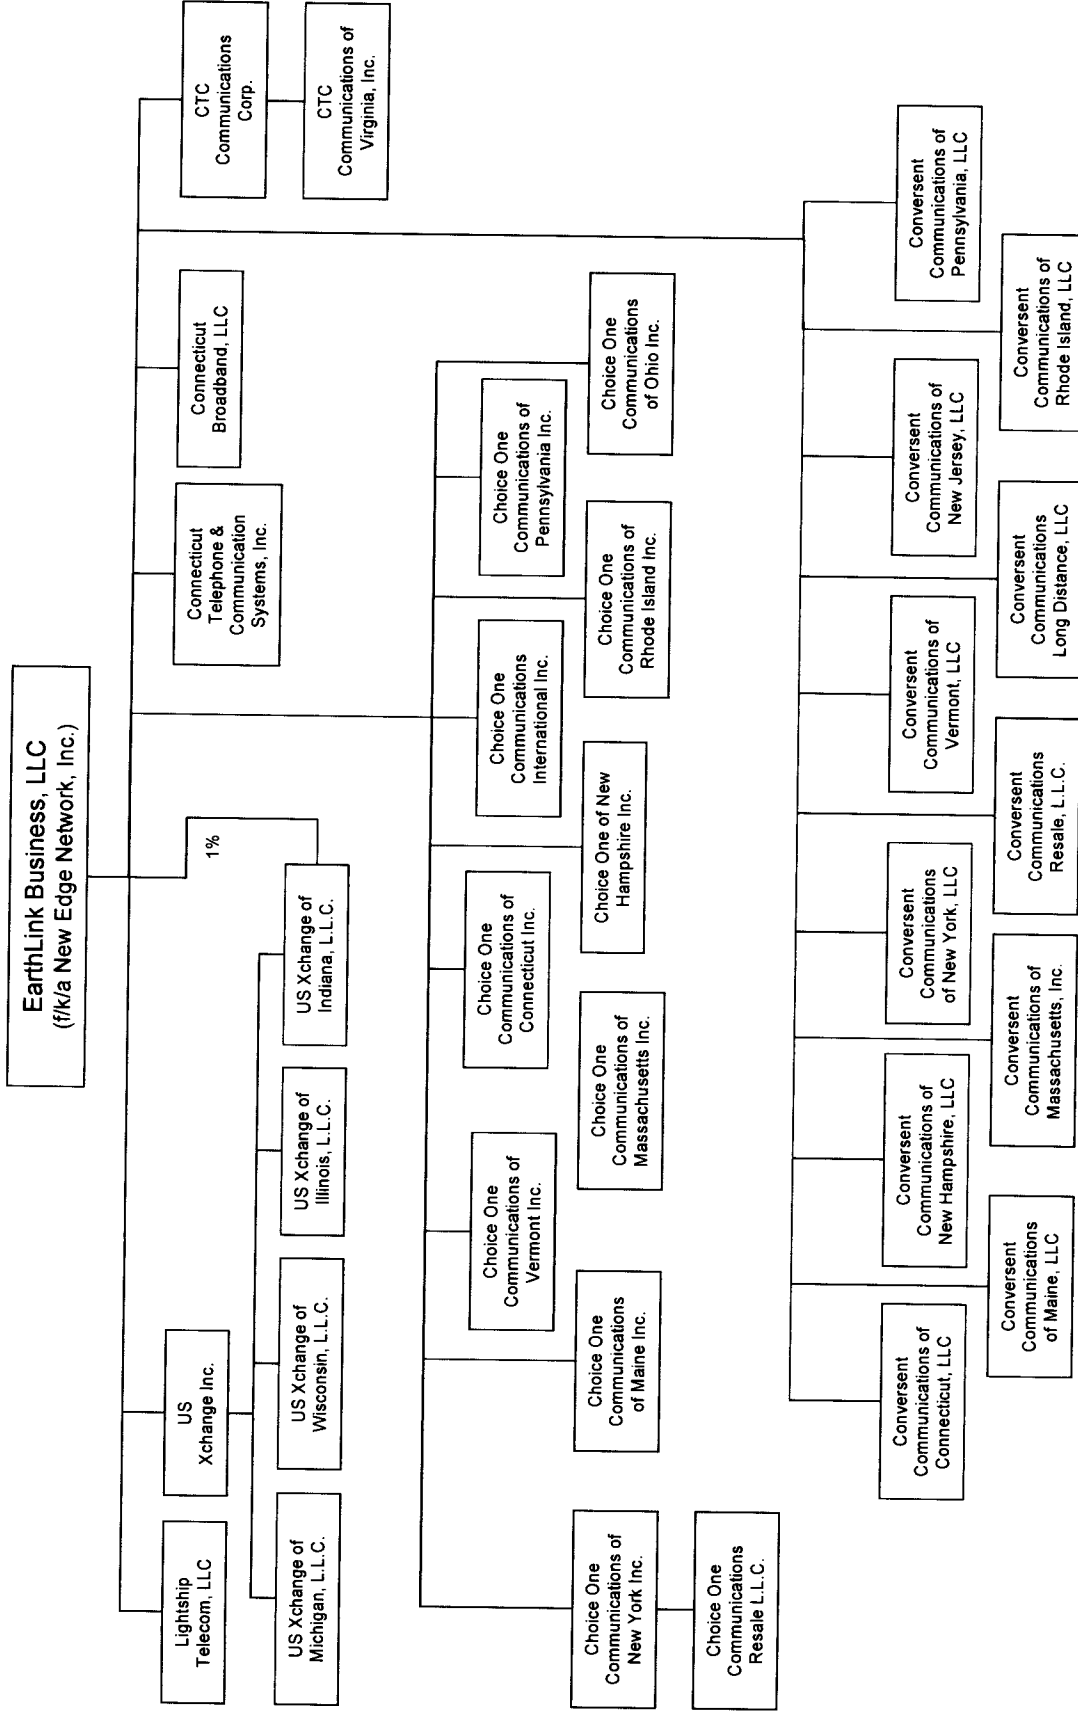 EarthLink Business, LLC
(f/k/a New Edge Network, Inc.)
1%
Lightship
Telecom, LLC
US
Xchange Inc.
Connecticut
Telephone &
Communication
Systems, Inc.
Connecticut
Broadband, LLC
CTC
Communications
Corp.
CTC
Communications of
Virginia, Inc.
US Xchange of
Michigan, L.L.C.
US Xchange of
Wisconsin, L.L.C.
US Xchange of
Illinois, L.L.C.
US Xchange of
Indiana, L.L.C.
Choice One
Communications of
Vermont Inc.
Choice One
Communications of
Connecticut Inc.
Choice One
Communications
International Inc.
Choice One
Communications of
Pennsylvania Inc.
Choice One
Communications of
New York Inc.
Choice One
Communications
of Maine Inc.
Choice One
Communications of
Massachusetts Inc.
Choice One of New
Hampshire Inc.
Choice One
Communications of
Rhode Island Inc.
Choice One
Communications
of Ohio Inc.
Choice One
Communications
Resale L.L.C.
Conversent
Communications of
Connecticut, LLC
Conversent
Communications of
New Hampshire, LLC
Conversent
Communications
of New York, LLC
Conversent
Communications of
Vermont, LLC
Conversent
Communications of
New Jersey, LLC
Conversent
Communications of
Pennsylvania, LLC
Conversent
Communications
of Maine, LLC
Conversent
Communications of
Massachusetts, Inc.
Conversent
Communications
Resale, L.L.C.
Conversent
Communications
Long Distance, LLC
Conversent
Communications of
Rhode Island, LLC